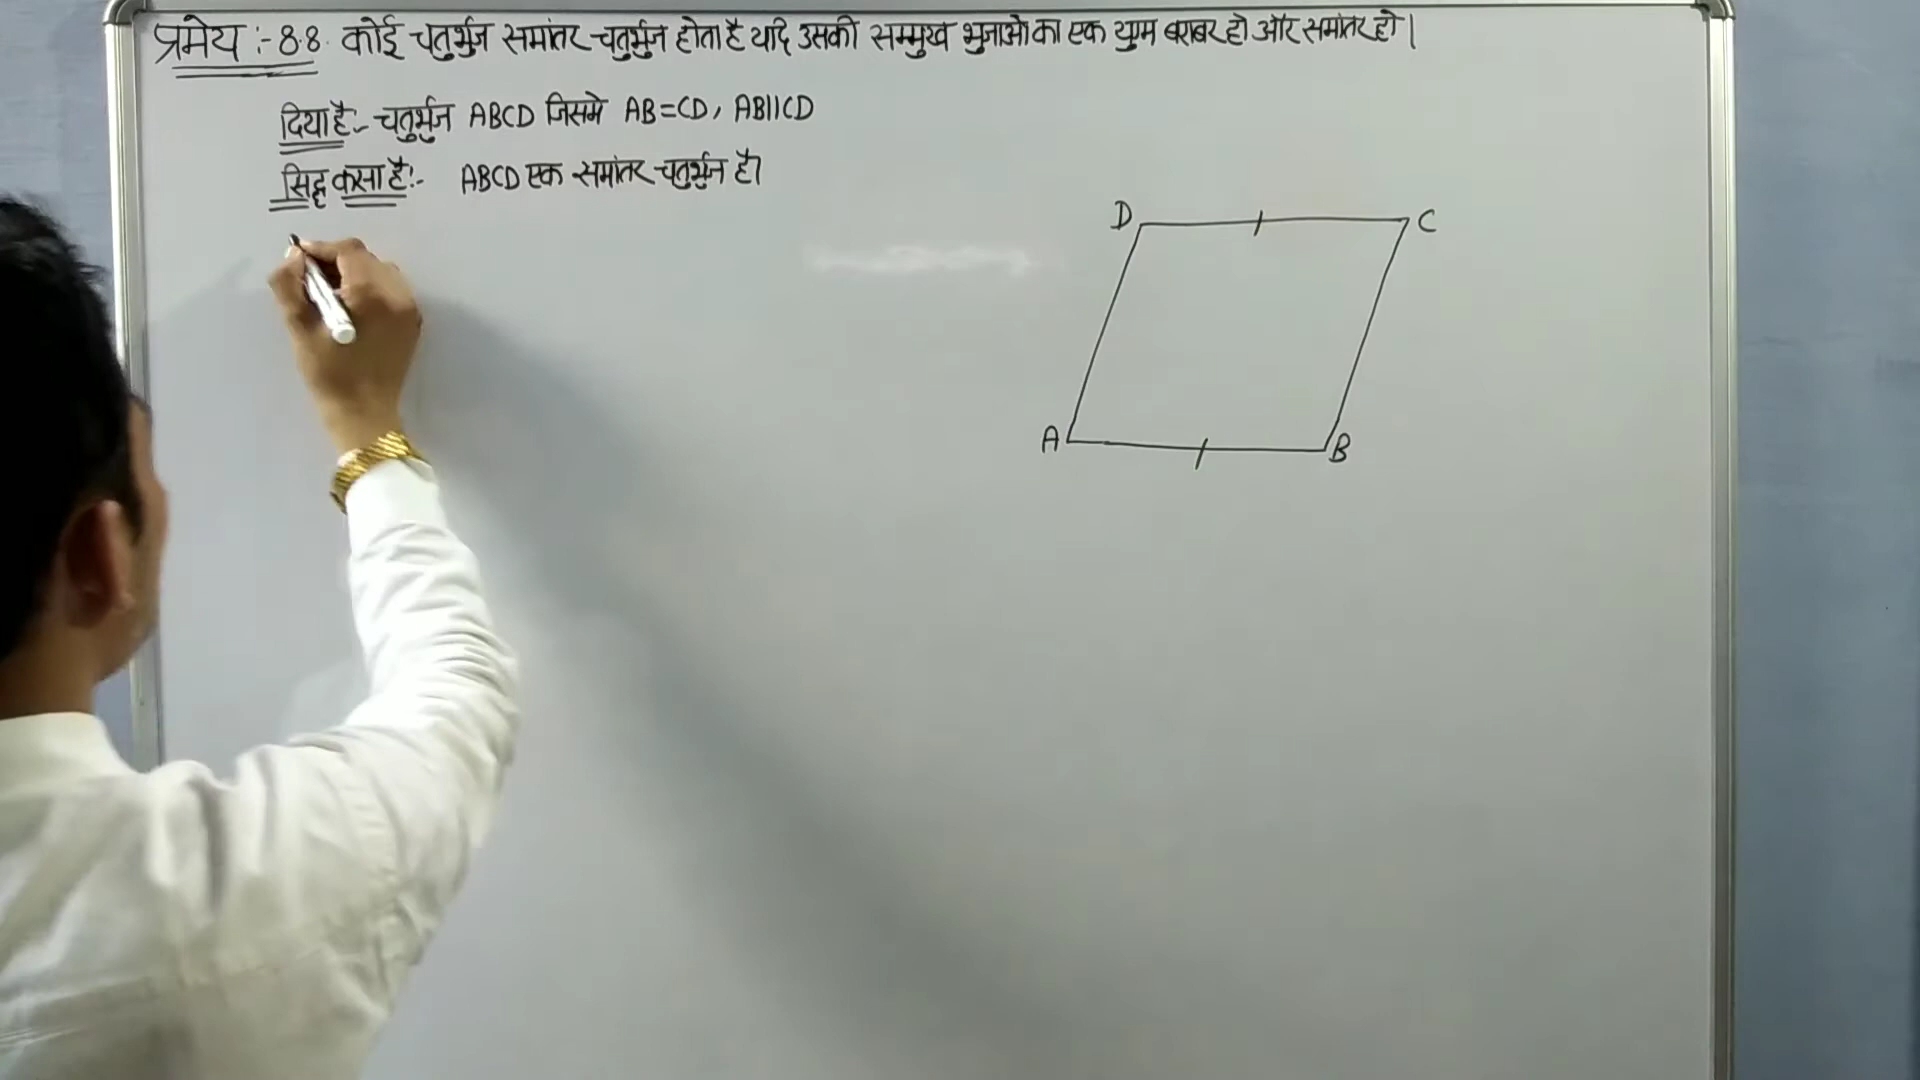 प्रमेय :- 8.8. कोई चतुर्भुज समांतर चतुर्भुज होता है यदि उसकी सम्मुख भुजाओ का एक युग्म बराबर हो और समांतर हो।
दिया है:- चतुर्भुज ABCD जिसमे AB=CD, AB||CD
सिद्ध करना है:- ABCD एक समांतर चतुर्भुज है।
D C
A B